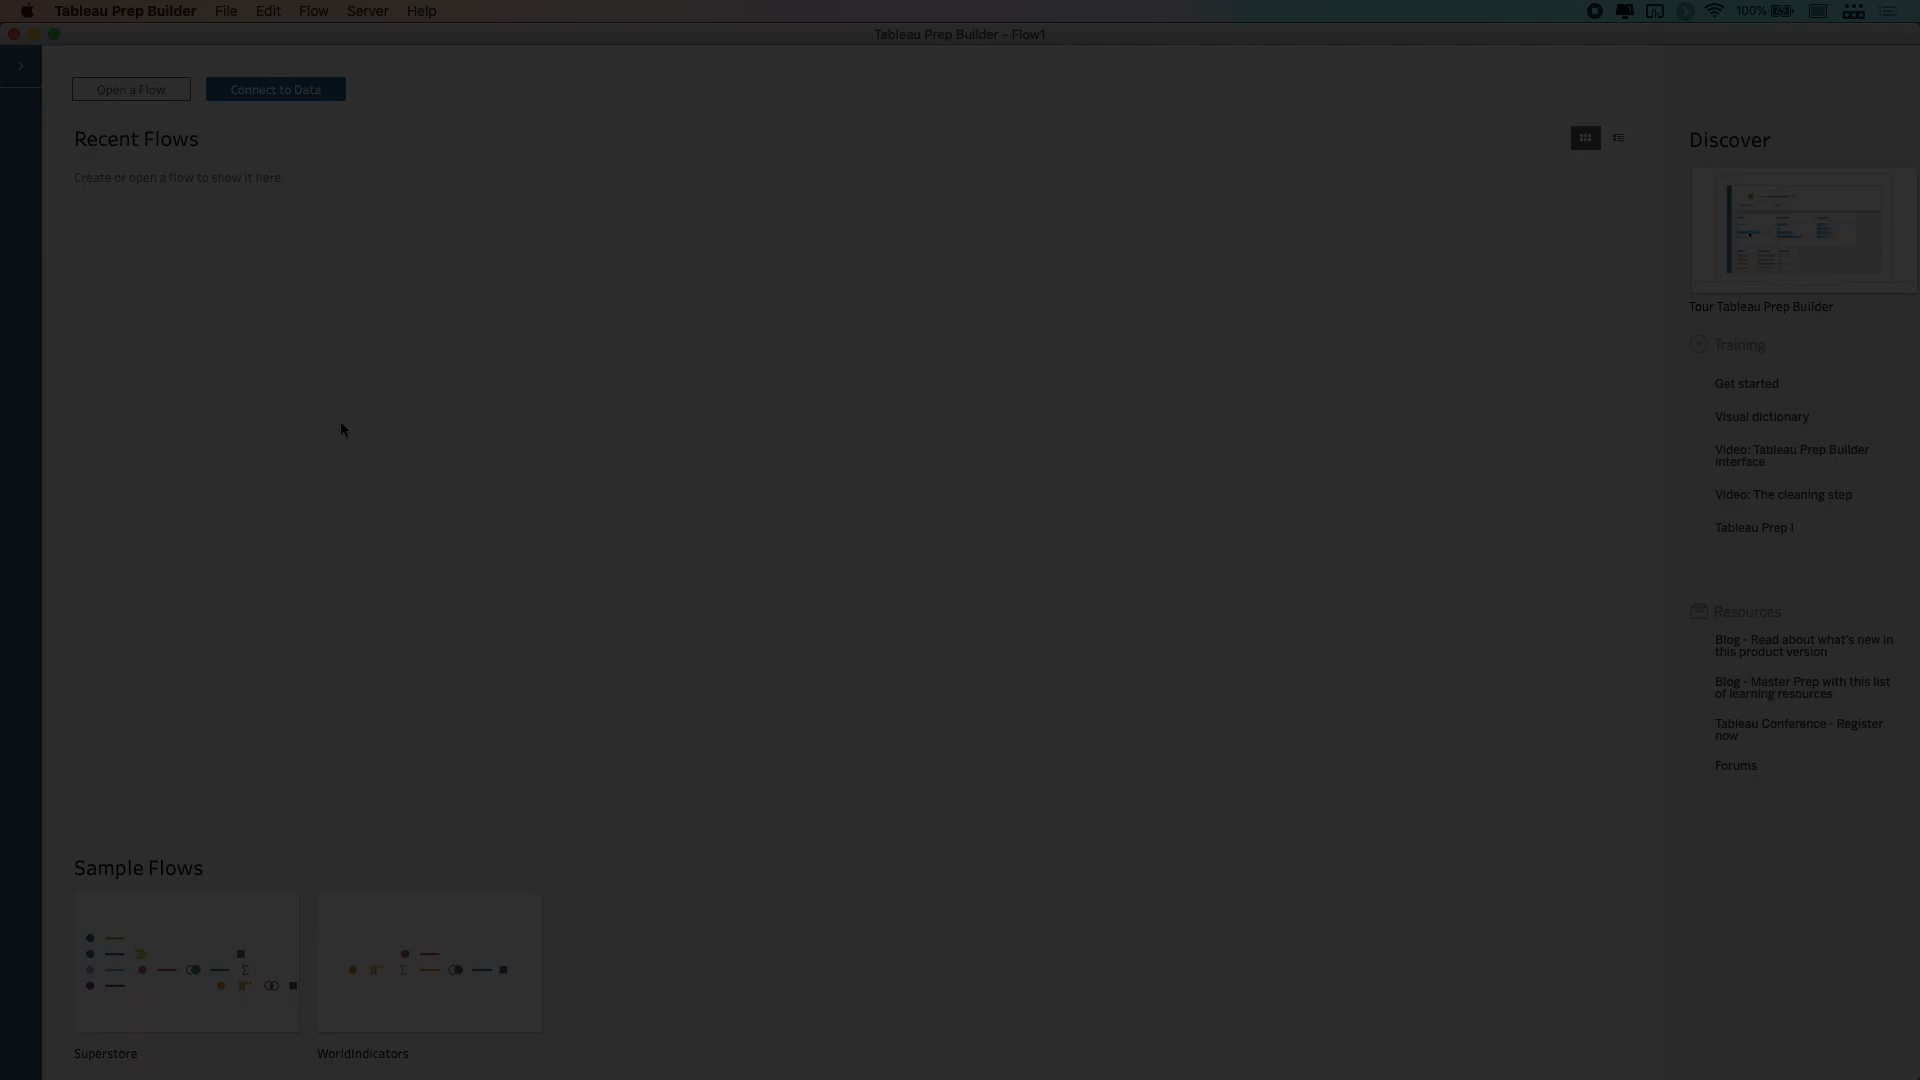 Tableau Prep Builder File Edit Flow Server Help
100%
Tableau Prep Builder - Flow1
Open a Flow
Connect to Data
Recent Flows
Create or open a flow to show it here.
Discover
Tour Tableau Prep Builder
Training
Get started
Visual dictionary
Video: Tableau Prep Builder
interface
Video: The cleaning step
Tableau Prep I
Resources
Blog - Read about what's new in
this product version
Blog - Master Prep with this list
of learning resources
Tableau Conference - Register
now
Forums
Sample Flows
Superstore
WorldIndicators